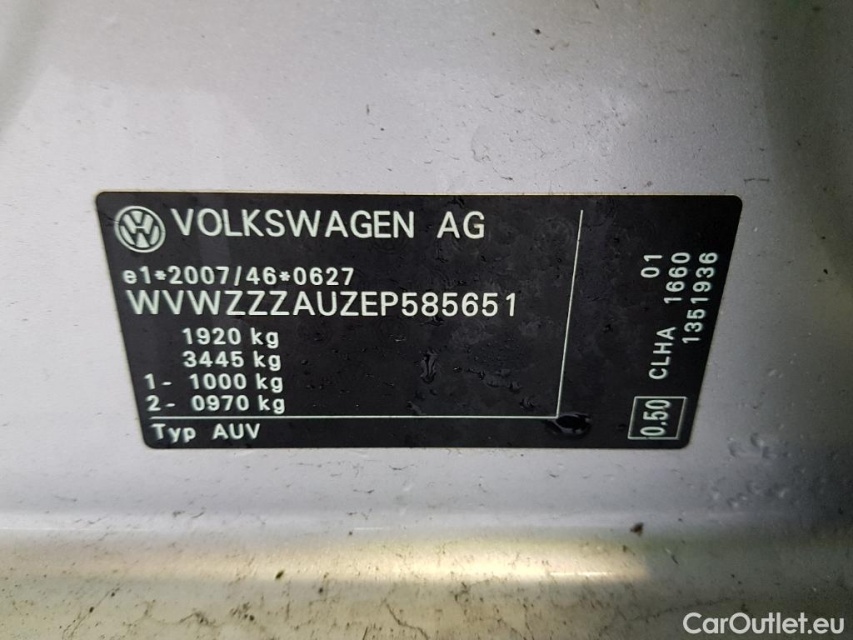 VOLKSWAGEN AG
e1*2007/46*0627
WVWZZZAUZEP585651
1920 kg
3445 kg
1- 1000 kg
2- 0970 kg
Typ AUV
01
CLHA 1660
1351936
0.50
CarOutlet.eu